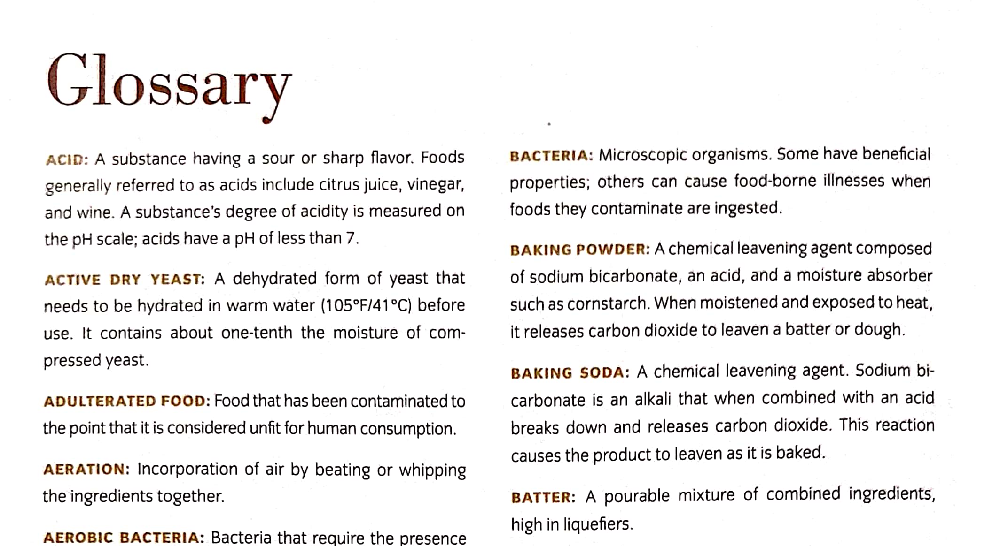 Glossary
ACID: A substance having a sour or sharp flavor. Foods
generally referred to as acids include citrus juice, vinegar,
and wine. A substance's degree of acidity is measured on
the pH scale; acids have a pH of less than 7.
ACTIVE DRY YEAST: A dehydrated form of yeast that
needs to be hydrated in warm water (105°F/41°C) before
use. It contains about one-tenth the moisture of com-
pressed yeast.
ADULTERATED FOOD: Food that has been contaminated to
the point that it is considered unfit for human consumption.
AERATION: Incorporation of air by beating or whipping
the ingredients together.
AEROBIC BACTERIA: Bacteria that require the presence
BACTERIA: Microscopic organisms. Some have beneficial
properties; others can cause food-borne illnesses when
foods they contaminate are ingested.
BAKING POWDER: A chemical leavening agent composed
of sodium bicarbonate, an acid, and a moisture absorber
such as cornstarch. When moistened and exposed to heat,
it releases carbon dioxide to leaven a batter or dough.
BAKING SODA: A chemical leavening agent. Sodium bi-
carbonate is an alkali that when combined with an acid
breaks down and releases carbon dioxide. This reaction
causes the product to leaven as it is baked.
BATTER: A pourable mixture of combined ingredients,
high in liquefiers.